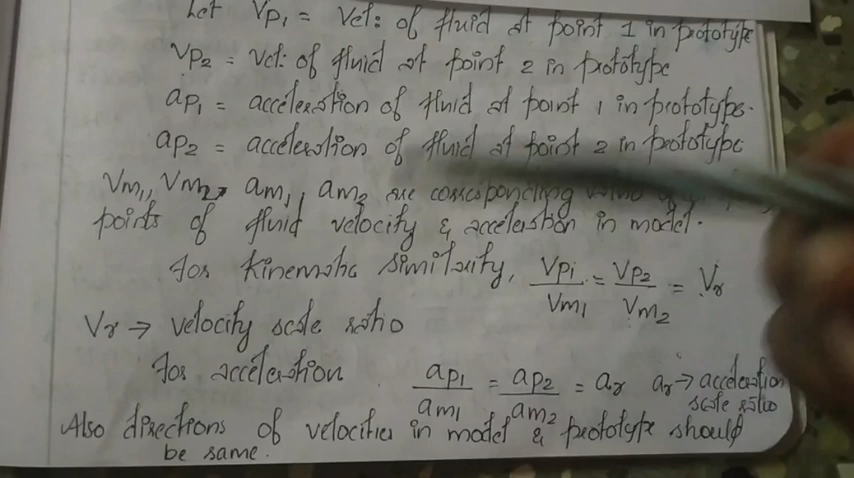 Let VP1 = Vel: of fluid at point 1 in prototype
VP2 = Vel: of fluid at point 2 in prototype
aP1 = acceleration of fluid at point 1 in prototype.
aP2 = acceleration of fluid at point 2 in prototype
Vm1, Vm2, am1, am2 are corresponding
points of fluid velocity & acceleration in model.
For Kinematic similarity, VP1/Vm1 = VP2/Vm2 = Vr
Vr → velocity scale ratio
For acceleration aP1/am1 = aP2/am2 = ar ar → acceleration
scale ratio
Also directions of velocities in model & prototype should
be same.